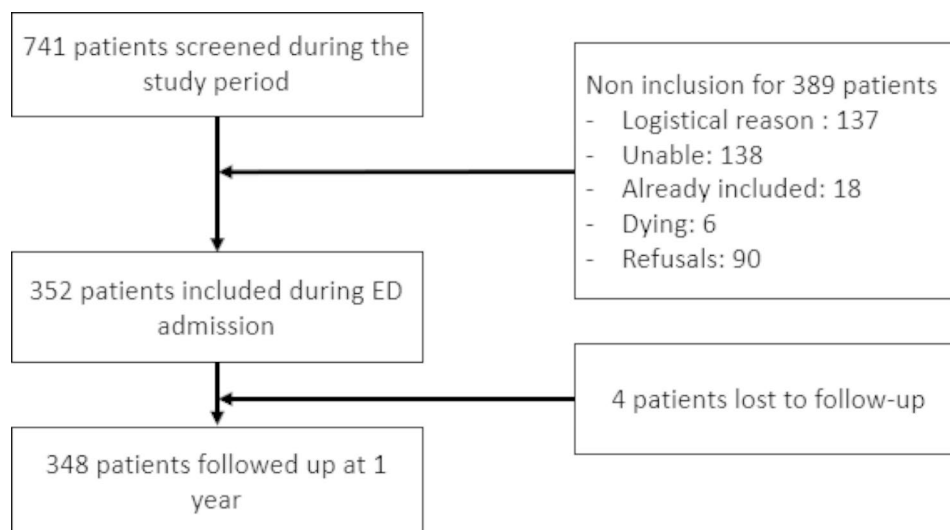 741 patients screened during the
study period
Non inclusion for 389 patients
- Logistical reason : 137
- Unable: 138
- Already included: 18
- Dying: 6
- Refusals: 90
352 patients included during ED
admission
4 patients lost to follow-up
348 patients followed up at 1
year